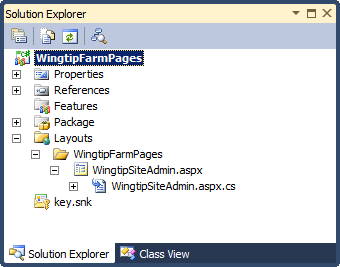 Solution Explorer
WingtipFarmPages
Properties
References
Features
Package
Layouts
WingtipFarmPages
WingtipSiteAdmin.aspx
WingtipSiteAdmin.aspx.cs
key.snk
Solution Explorer Class View